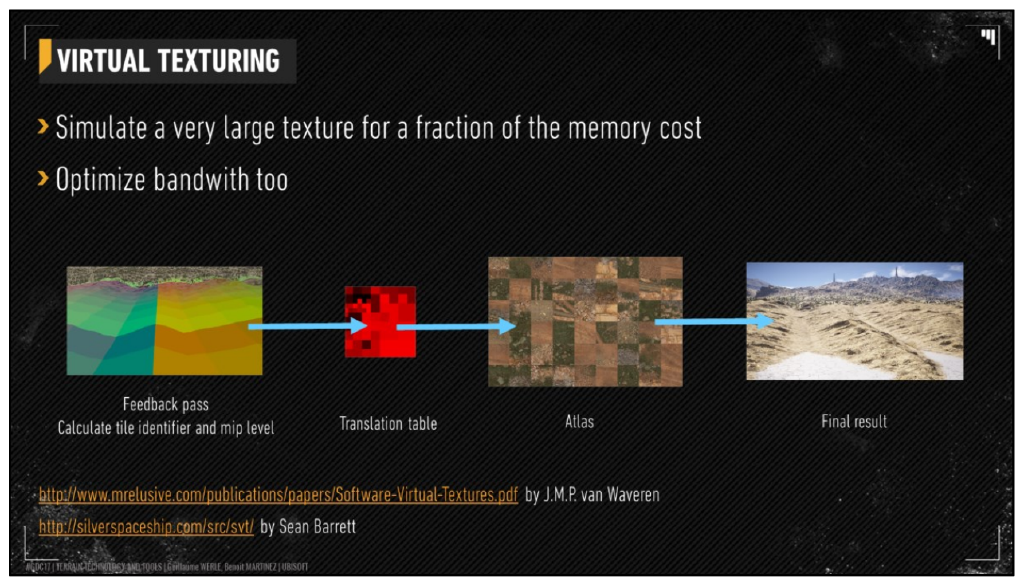 VIRTUAL TEXTURING
Simulate a very large texture for a fraction of the memory cost
Optimize bandwith too
Feedback pass
Calculate tile identifier and mip level
Translation table
Atlas
Final result
http://www.mrelusive.com/publications/papers/Software-Virtual-Textures.pdf by J.M.P. van Waveren
http://silverspaceship.com/src/svt/ by Sean Barrett
#GDC17 | TERRAIN TECHNOLOGY AND TOOLS | Guillaume WERLE, Benoit MARTINEZ | UBISOFT